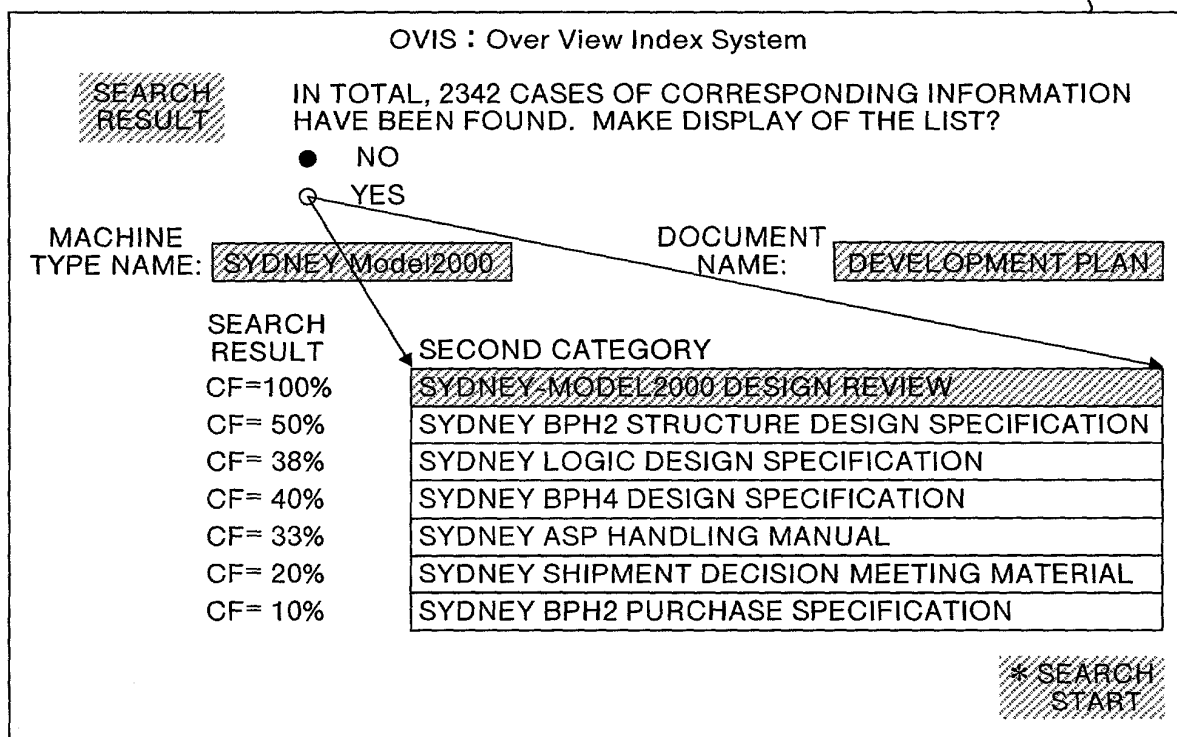 OVIS : Over View Index System
SEARCH RESULT
IN TOTAL, 2342 CASES OF CORRESPONDING INFORMATION
HAVE BEEN FOUND. MAKE DISPLAY OF THE LIST?
● NO
○ YES
MACHINE
TYPE NAME: SYDNEY Model2000
DOCUMENT
NAME: DEVELOPMENT PLAN
SEARCH
RESULT SECOND CATEGORY
CF=100% SYDNEY-MODEL2000 DESIGN REVIEW
CF= 50% SYDNEY BPH2 STRUCTURE DESIGN SPECIFICATION
CF= 38% SYDNEY LOGIC DESIGN SPECIFICATION
CF= 40% SYDNEY BPH4 DESIGN SPECIFICATION
CF= 33% SYDNEY ASP HANDLING MANUAL
CF= 20% SYDNEY SHIPMENT DECISION MEETING MATERIAL
CF= 10% SYDNEY BPH2 PURCHASE SPECIFICATION
* SEARCH
START